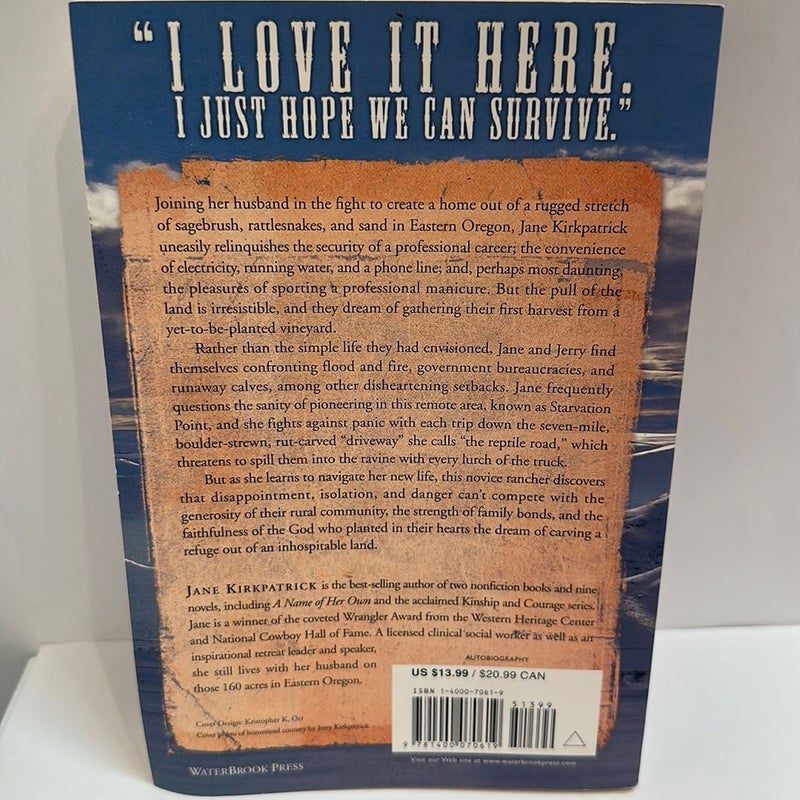 “I LOVE IT HERE.
I JUST HOPE WE CAN SURVIVE.”
Joining her husband in the fight to create a home out of a rugged stretch
of sagebrush, rattlesnakes, and sand in Eastern Oregon, Jane Kirkpatrick
uneasily relinquishes the security of a professional career; the convenience
of electricity, running water, and a phone line; and, perhaps most daunting,
the pleasures of sporting a professional manicure. But the pull of the
land is irresistible, and they dream of gathering their first harvest from a
yet-to-be-planted vineyard.
Rather than the simple life they had envisioned, Jane and Jerry find
themselves confronting flood and fire, government bureaucracies, and
runaway calves, among other disheartening setbacks. Jane frequently
questions the sanity of pioneering in this remote area, known as Starvation
Point, and she fights against panic with each trip down the seven-mile,
boulder-strewn, rut-carved “driveway” she calls “the reptile road,” which
threatens to spill them into the ravine with every lurch of the truck.
But as she learns to navigate her new life, this novice rancher discovers
that disappointment, isolation, and danger can’t compete with the
generosity of their rural community, the strength of family bonds, and the
faithfulness of the God who planted in their hearts the dream of carving a
refuge out of an inhospitable land.
JANE KIRKPATRICK is the best-selling author of two nonfiction books and nine
novels, including A Name of Her Own and the acclaimed Kinship and Courage series.
Jane is a winner of the coveted Wrangler Award from the Western Heritage Center
and National Cowboy Hall of Fame. A licensed clinical social worker as well as an
inspirational retreat leader and speaker,
she still lives with her husband on
those 160 acres in Eastern Oregon.
AUTOBIOGRAPHY
US $13.99 / $20.99 CAN
ISBN 1-4000-7061-9
51399
9 781400 070619
Cover Design: Kristopher K. Orr
Cover photo of homestead country by Jerry Kirkpatrick
WATERBROOK PRESS
Visit our Web site at www.waterbrookpress.com